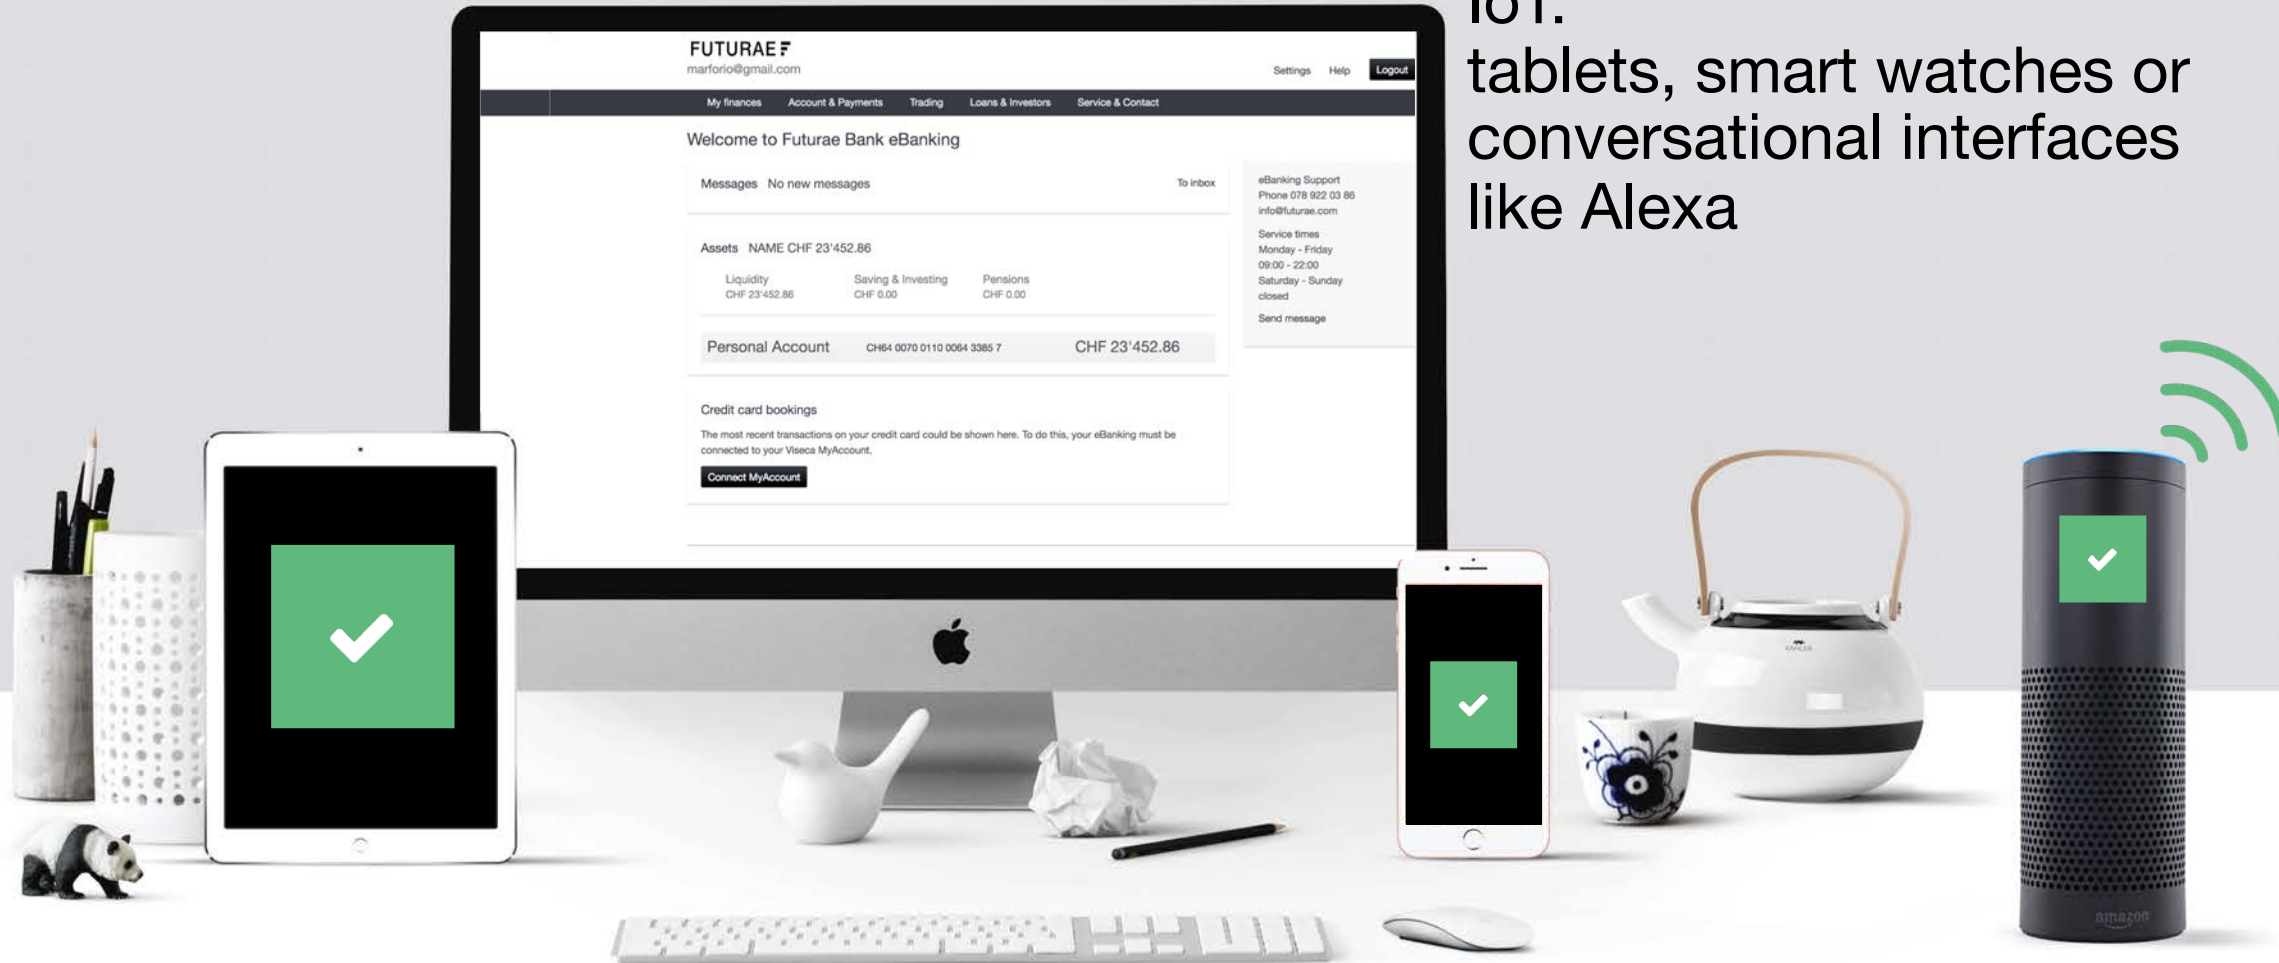 IoT:
tablets, smart watches or
conversational interfaces
like Alexa
FUTURAE
marforio@gmail.com
Settings Help Logout
My finances Account & Payments Trading Loans & Investors Service & Contact
Welcome to Futurae Bank eBanking
Messages No new messages To inbox
Assets NAME CHF 23'452.86
Liquidity Saving & Investing Pensions
CHF 23'452.86 CHF 0.00 CHF 0.00
Personal Account CH64 0070 0110 0064 3385 7 CHF 23'452.86
Credit card bookings
The most recent transactions on your credit card could be shown here. To do this, your eBanking must be
connected to your Viseca MyAccount.
Connect MyAccount
eBanking Support
Phone 078 922 03 86
info@futurae.com
Service times
Monday - Friday
09:00 - 22:00
Saturday - Sunday
closed
Send message
KÄHLER
amazon